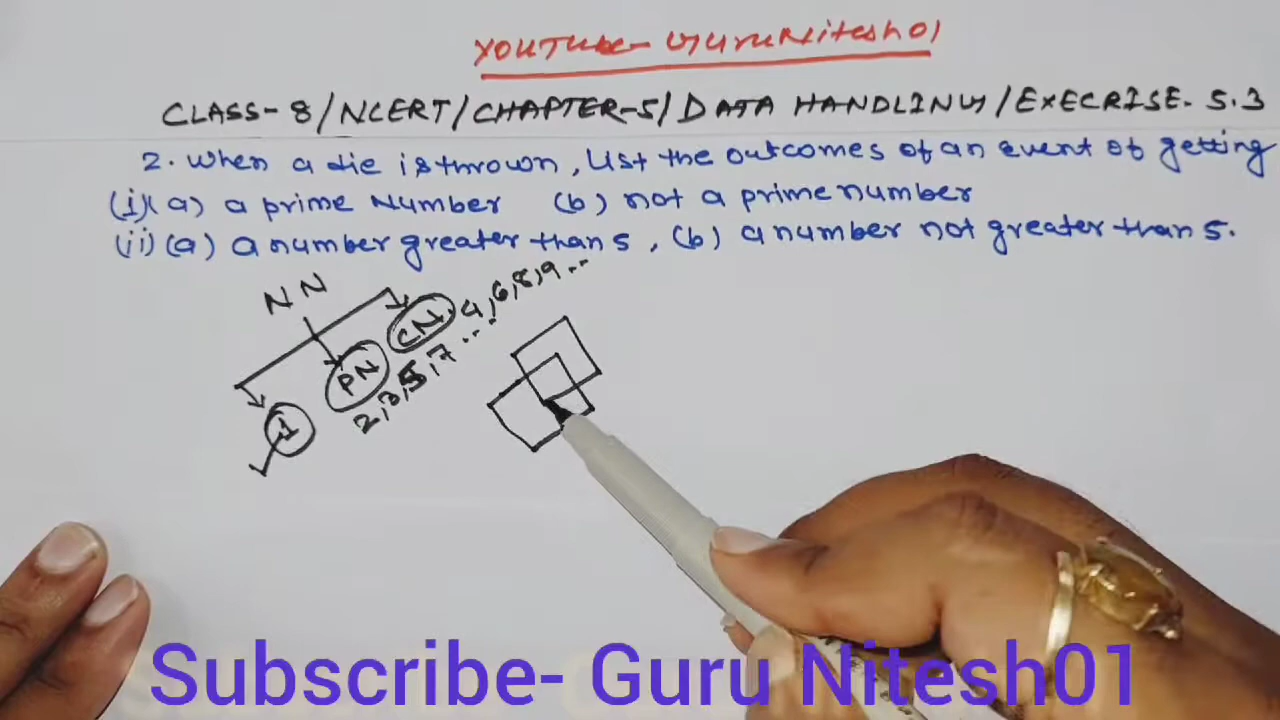 YOUTUBE- GuruNitesh01
CLASS-8/NCERT/CHAPTER-5/DATA HANDLING/EXECRISE. 5.3
2. When a die is thrown, List the outcomes of an event of getting
(i)(a) a prime Number (b) not a prime number
(ii)(a) a number greater than 5, (b) a number not greater than 5.
NN
CN 4,6,8,9...
PN 2,3,5,7...
1
Subscribe- Guru Nitesh01